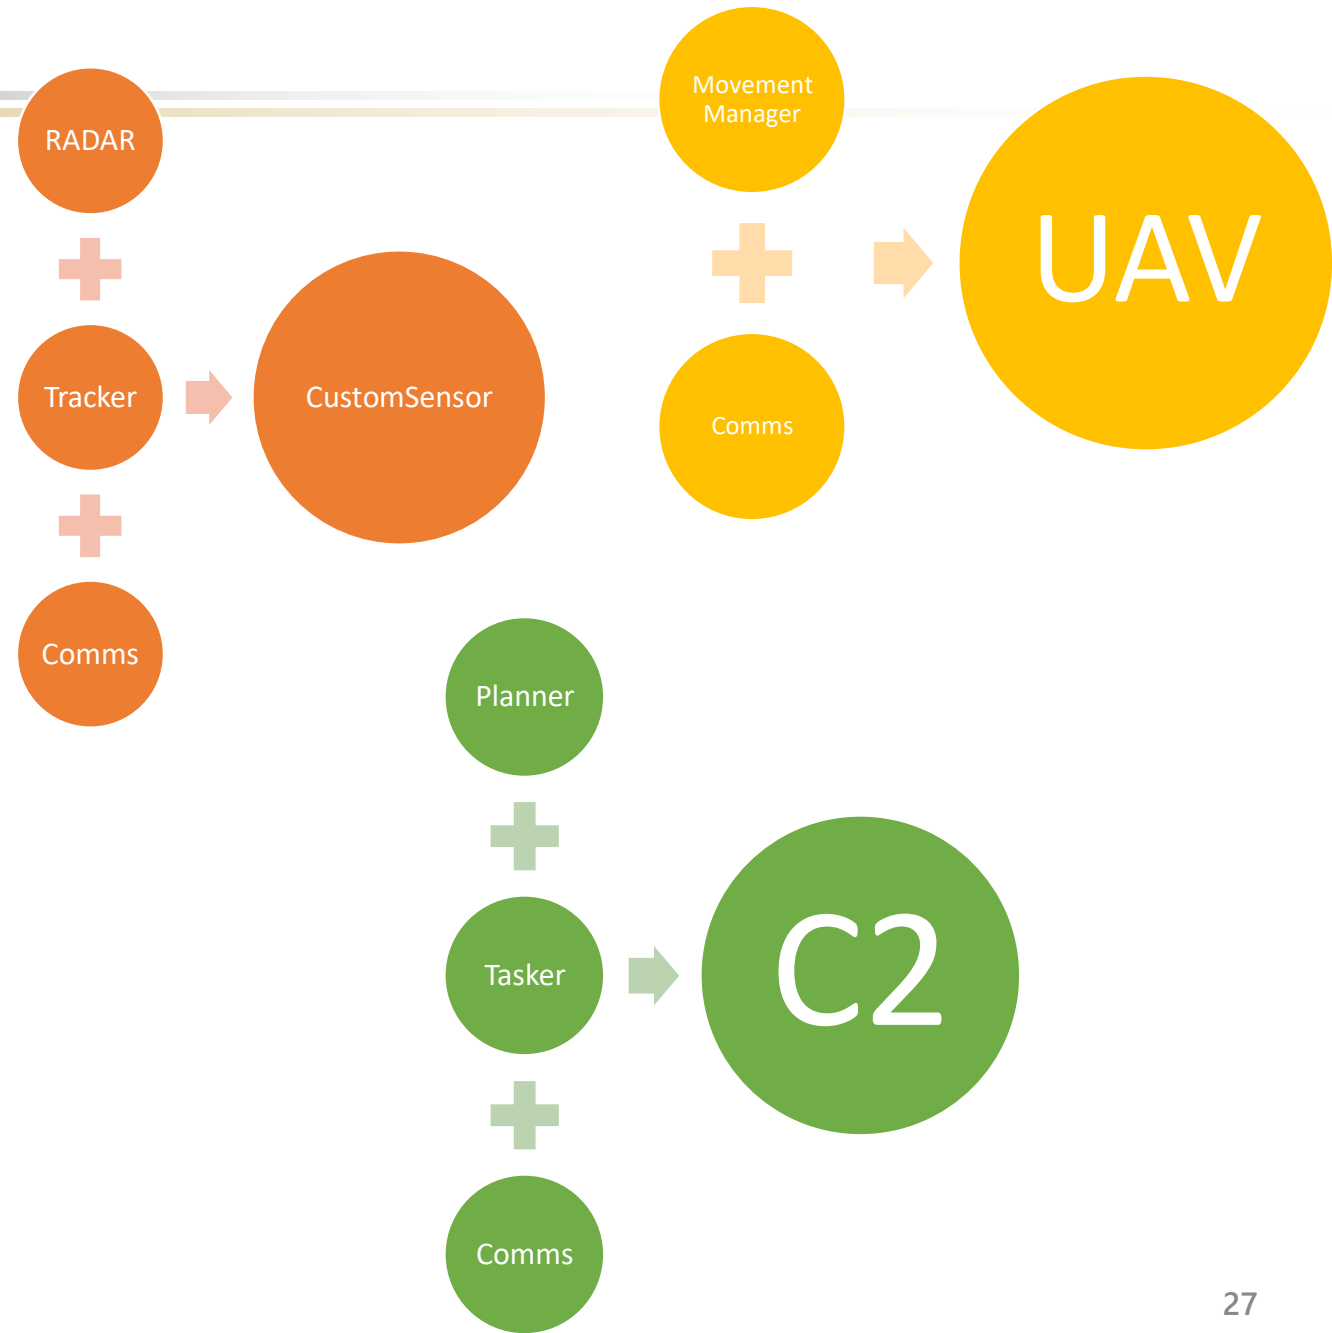 RADAR
Tracker
Comms
CustomSensor
Movement
Manager
Comms
UAV
Planner
Tasker
Comms
C2
27